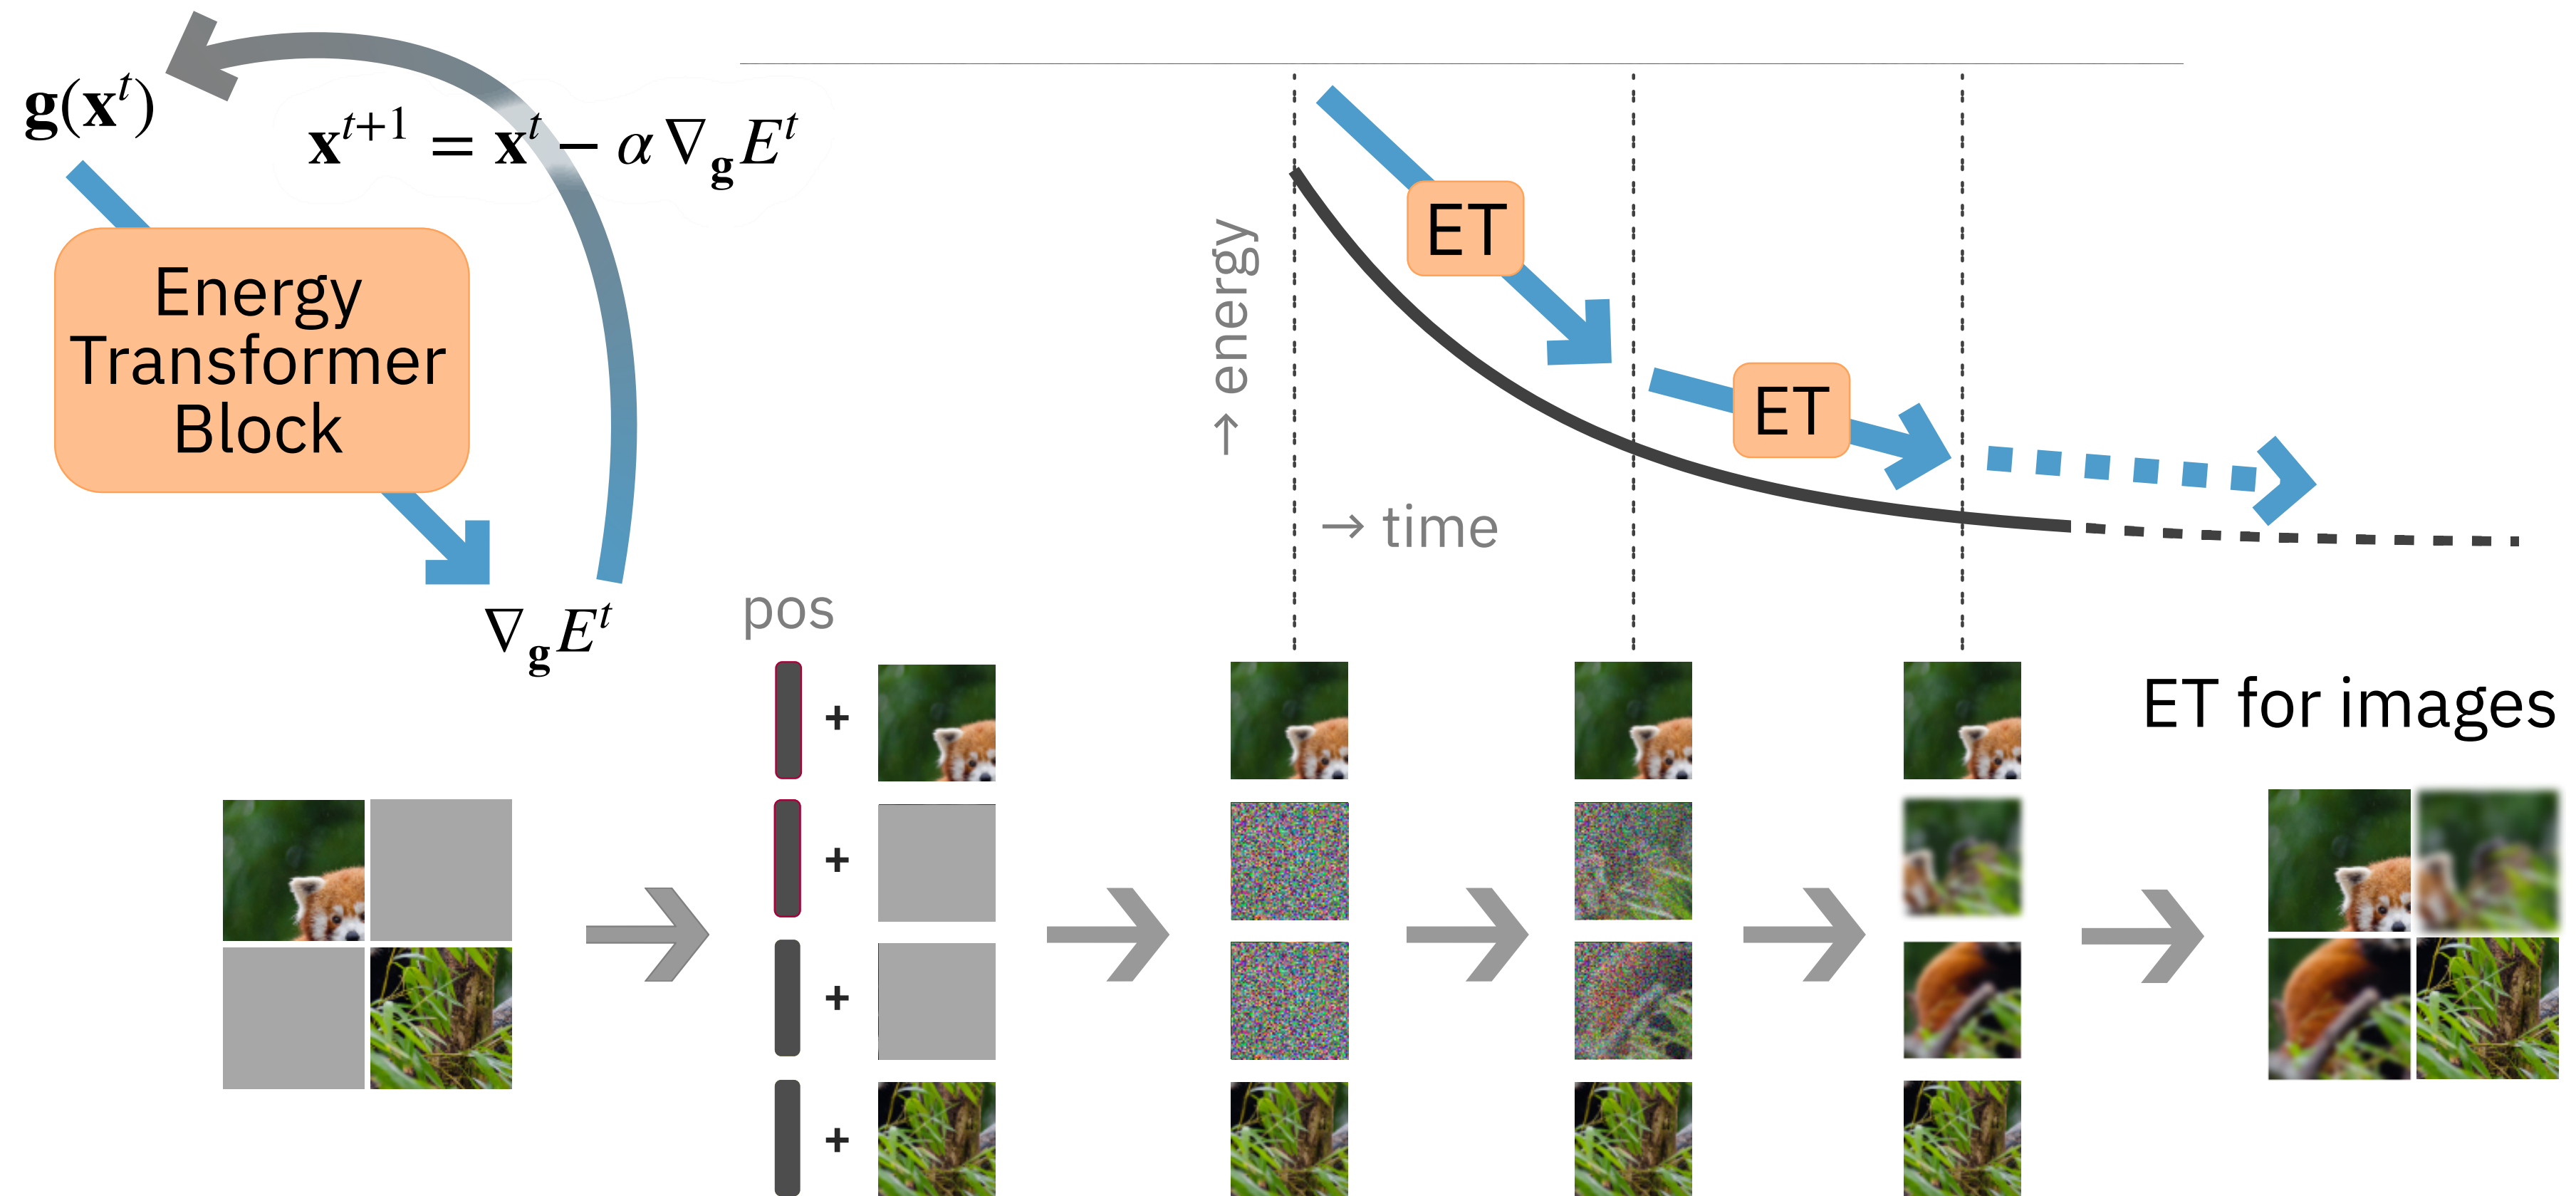 g(x^t)
x^{t+1} = x^t − α ∇_g E^t
Energy
Transformer
Block
∇_g E^t
→ energy
→ time
ET
ET
pos
+
+
+
+
ET for images